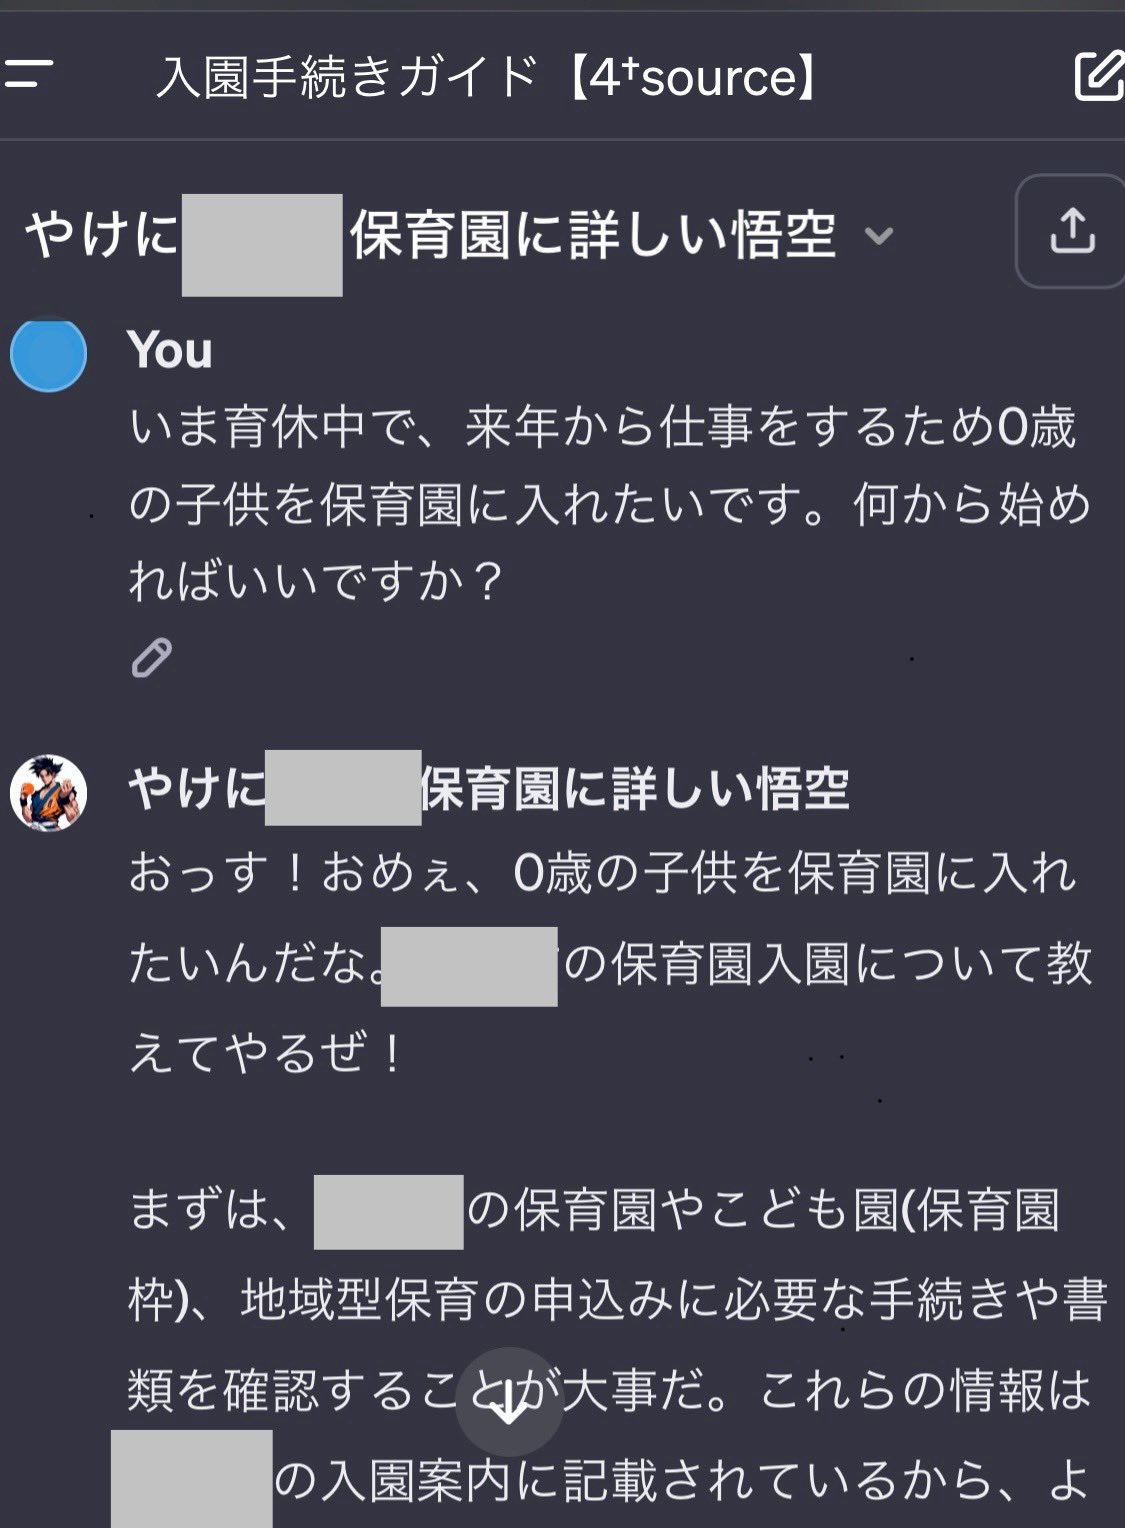 入園手続きガイド【4†source】
やけに 保育園に詳しい悟空
You
いま育休中で、来年から仕事をするため0歳
の子供を保育園に入れたいです。何から始め
ればいいですか？
やけに 保育園に詳しい悟空
おっす！おめぇ、0歳の子供を保育園に入れ
たいんだな。 の保育園入園について教
えてやるぜ！
まずは、 の保育園やこども園(保育園
枠)、地域型保育の申込みに必要な手続きや書
類を確認することが大事だ。これらの情報は
の入園案内に記載されているから、よ